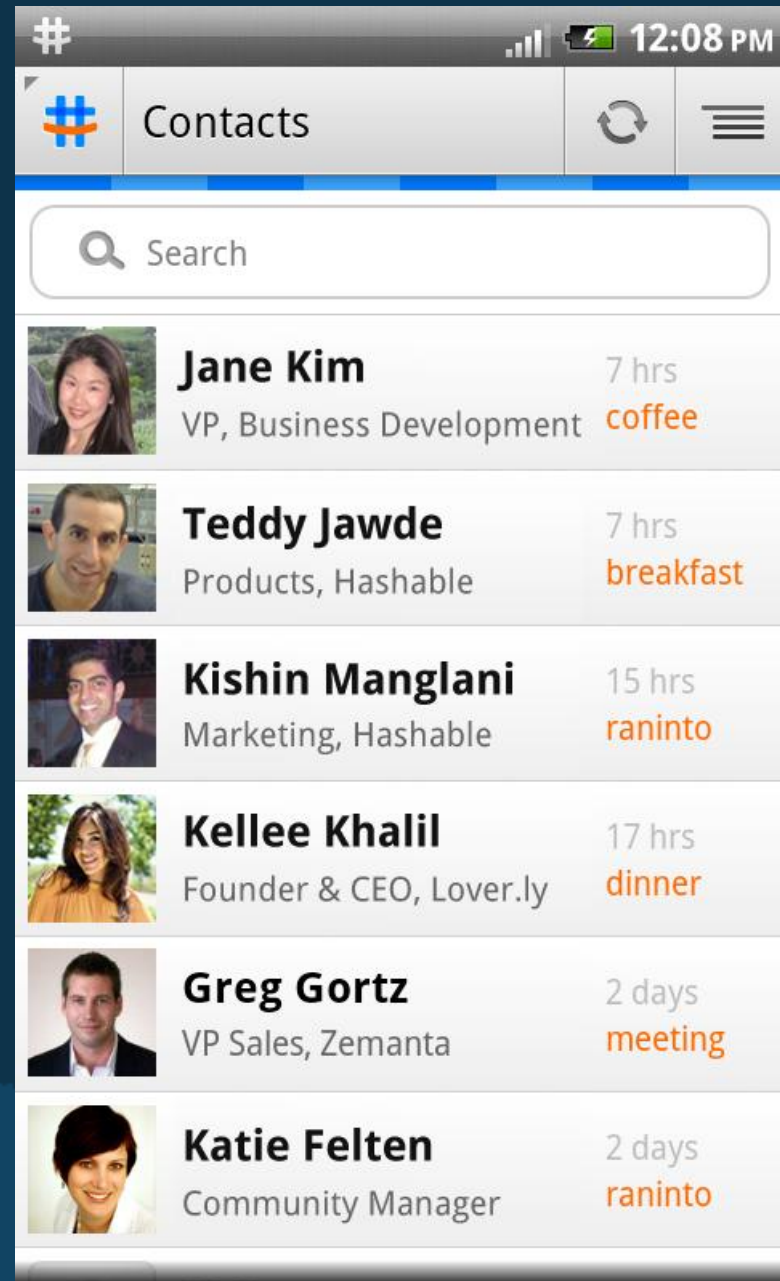 12:08 PM
Contacts
Search
Jane Kim
7 hrs
VP, Business Development
coffee
Teddy Jawde
7 hrs
Products, Hashable
breakfast
Kishin Manglani
15 hrs
Marketing, Hashable
raninto
Kellee Khalil
17 hrs
Founder & CEO, Lover.ly
dinner
Greg Gortz
2 days
VP Sales, Zemanta
meeting
Katie Felten
2 days
Community Manager
raninto